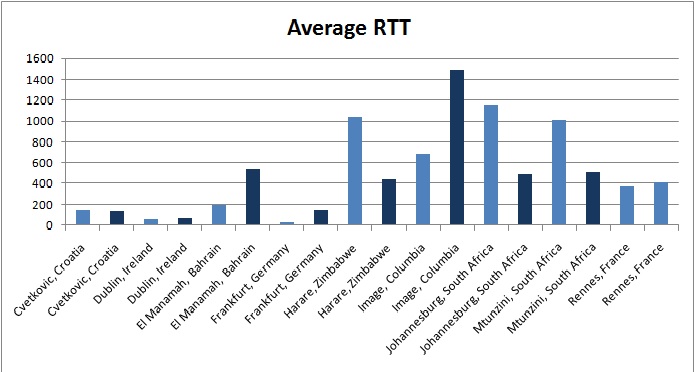 Average RTT
1600
1400
1200
1000
800
600
400
200
0
Cvetkovic, Croatia
Cvetkovic, Croatia
Dublin, Ireland
Dublin, Ireland
El Manamah, Bahrain
El Manamah, Bahrain
Frankfurt, Germany
Frankfurt, Germany
Harare, Zimbabwe
Harare, Zimbabwe
Image, Columbia
Image, Columbia
Johannesburg, South Africa
Johannesburg, South Africa
Mtunzini, South Africa
Mtunzini, South Africa
Rennes, France
Rennes, France